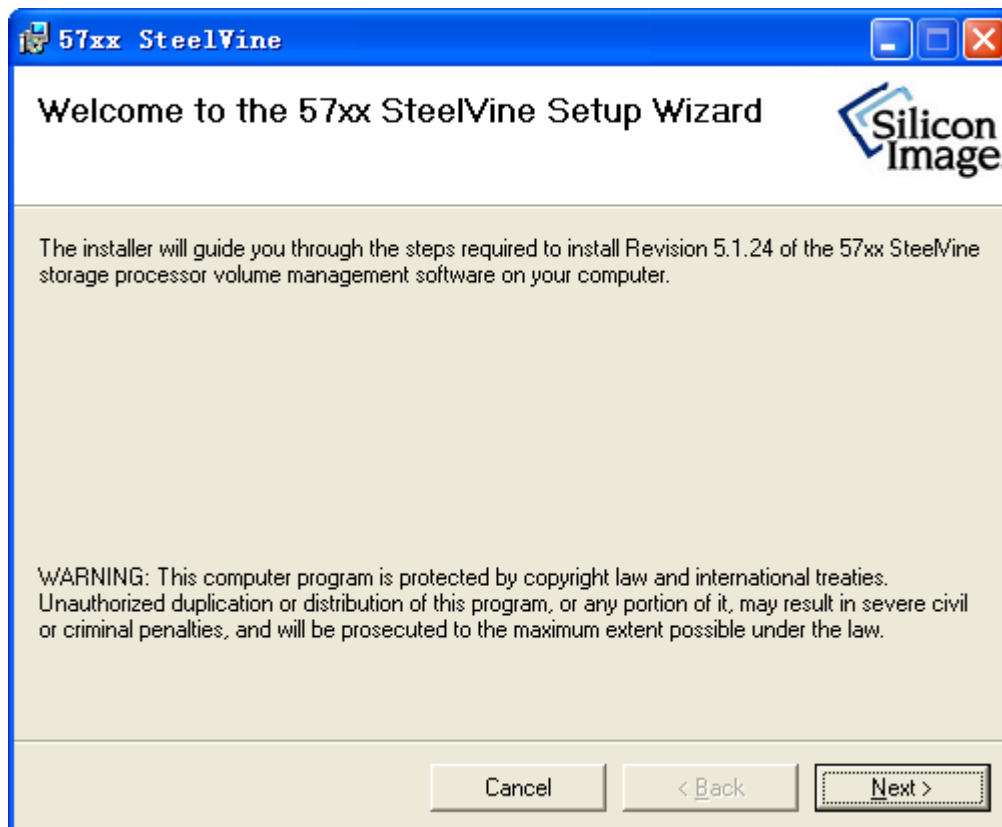 57xx SteelVine
Welcome to the 57xx SteelVine Setup Wizard
Silicon
Image
The installer will guide you through the steps required to install Revision 5.1.24 of the 57xx SteelVine
storage processor volume management software on your computer.
WARNING: This computer program is protected by copyright law and international treaties.
Unauthorized duplication or distribution of this program, or any portion of it, may result in severe civil
or criminal penalties, and will be prosecuted to the maximum extent possible under the law.
Cancel
< Back
Next >